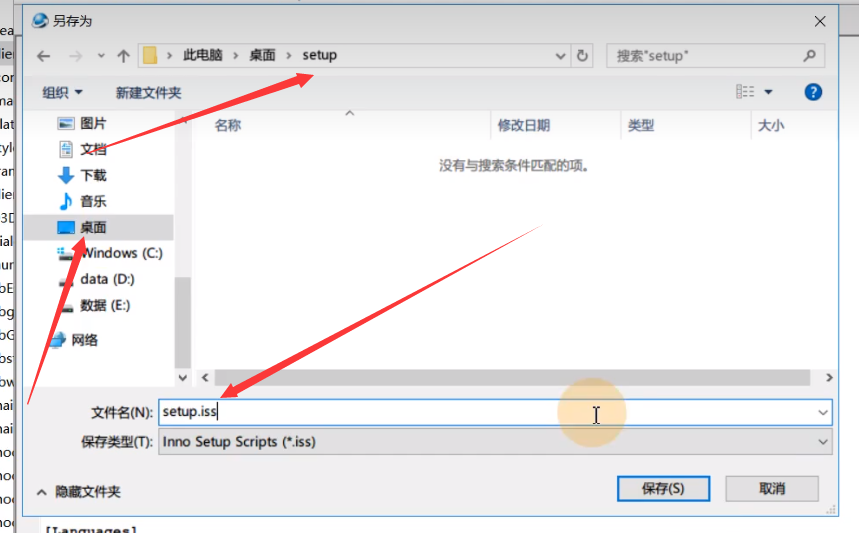 另存为
此电脑 › 桌面 › setup
搜索"setup"
组织
新建文件夹
图片
文档
下载
音乐
桌面
Windows (C:)
data (D:)
数据 (E:)
网络
名称
修改日期
类型
大小
没有与搜索条件匹配的项。
文件名(N):
setup.iss
保存类型(T):
Inno Setup Scripts (*.iss)
隐藏文件夹
保存(S)
取消
[Languages]